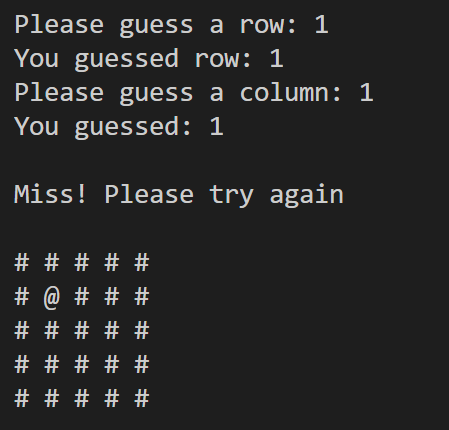 Please guess a row: 1
You guessed row: 1
Please guess a column: 1
You guessed: 1
Miss! Please try again
# # # # #
# @ # # #
# # # # #
# # # # #
# # # # #